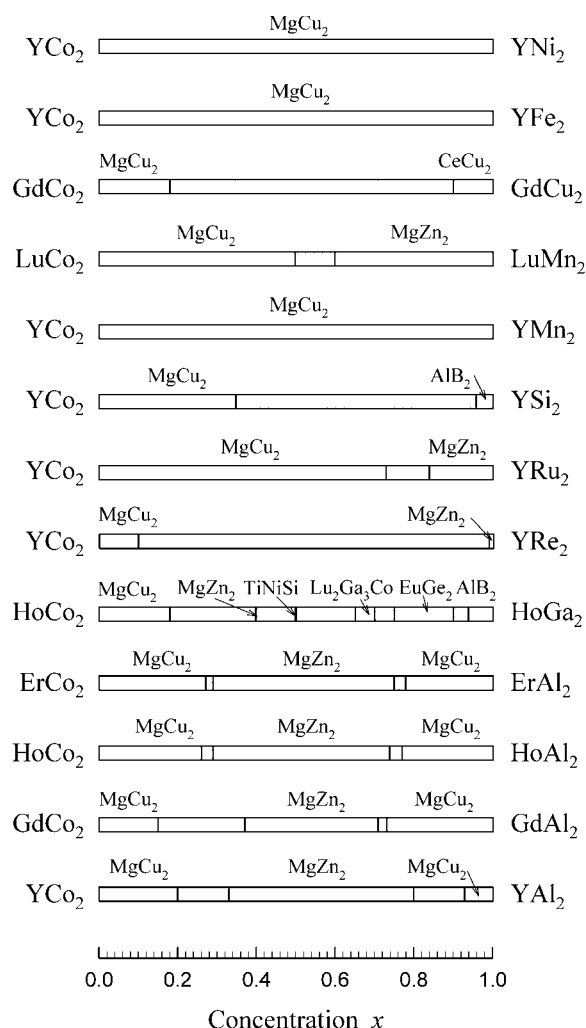 MgCu₂
YCo₂ YNi₂
MgCu₂
YCo₂ YFe₂
MgCu₂ CeCu₂
GdCo₂ GdCu₂
MgCu₂ MgZn₂
LuCo₂ LuMn₂
MgCu₂
YCo₂ YMn₂
MgCu₂ AlB₂
YCo₂ YSi₂
MgCu₂ MgZn₂
YCo₂ YRu₂
MgCu₂ MgZn₂
YCo₂ YRe₂
MgCu₂ MgZn₂ TiNiSi Lu₂Ga₃Co EuGe₂ AlB₂
HoCo₂ HoGa₂
MgCu₂ MgZn₂ MgCu₂
ErCo₂ ErAl₂
MgCu₂ MgZn₂ MgCu₂
HoCo₂ HoAl₂
MgCu₂ MgZn₂ MgCu₂
GdCo₂ GdAl₂
MgCu₂ MgZn₂ MgCu₂
YCo₂ YAl₂
0.0 0.2 0.4 0.6 0.8 1.0
Concentration x